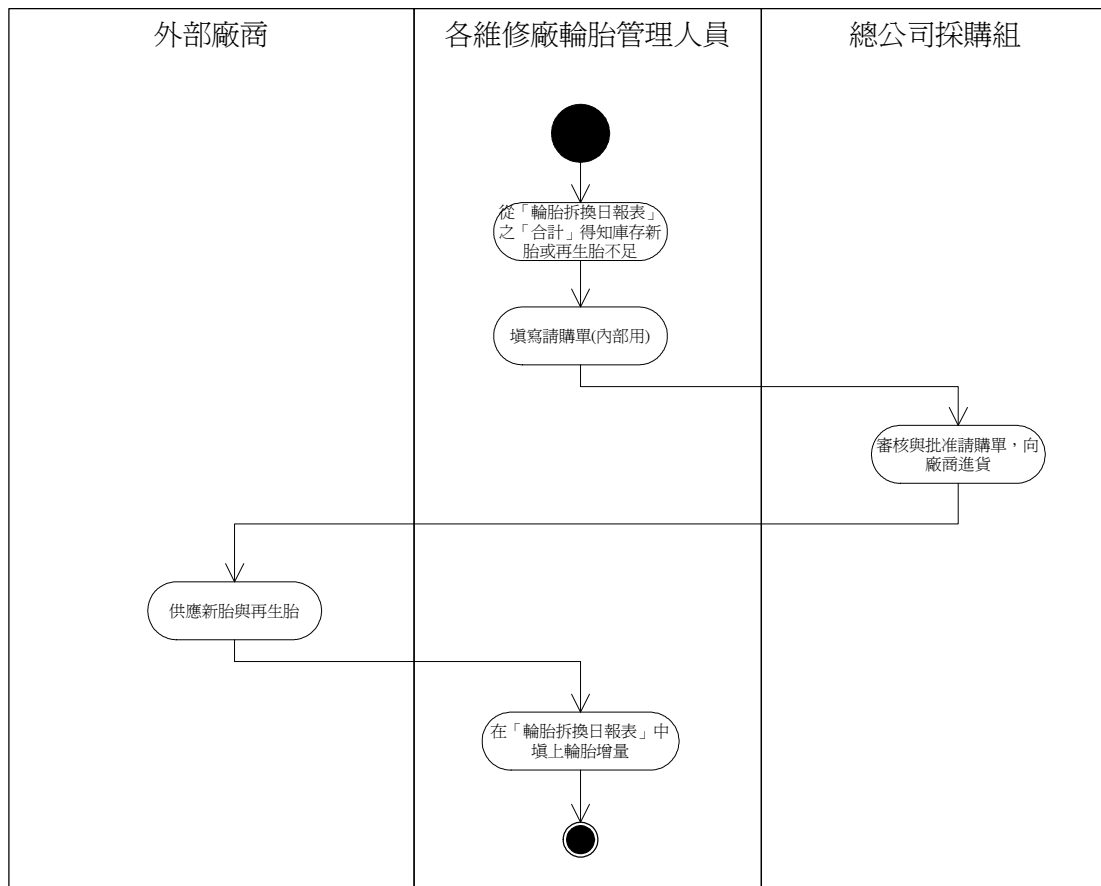 外部廠商
各維修廠輪胎管理人員
總公司採購組
從「輪胎拆換日報表」
之「合計」得知庫存新
胎或再生胎不足
填寫請購單(內部用)
審核與批准請購單，向
廠商進貨
供應新胎與再生胎
在「輪胎拆換日報表」中
填上輪胎增量